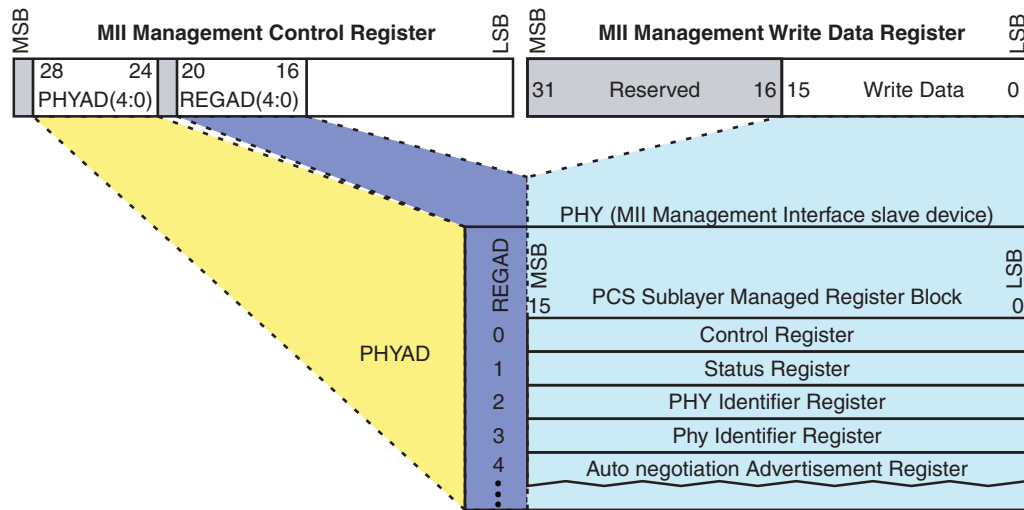 MSB MII Management Control Register LSB
MSB MII Management Write Data Register LSB
28 24 20 16
PHYAD(4:0) REGAD(4:0)
31 Reserved 16 15 Write Data 0
PHY (MII Management Interface slave device)
REGAD MSB LSB
PCS Sublayer Managed Register Block
15 0
0 Control Register
PHYAD
1 Status Register
2 PHY Identifier Register
3 Phy Identifier Register
4 Auto negotiation Advertisement Register